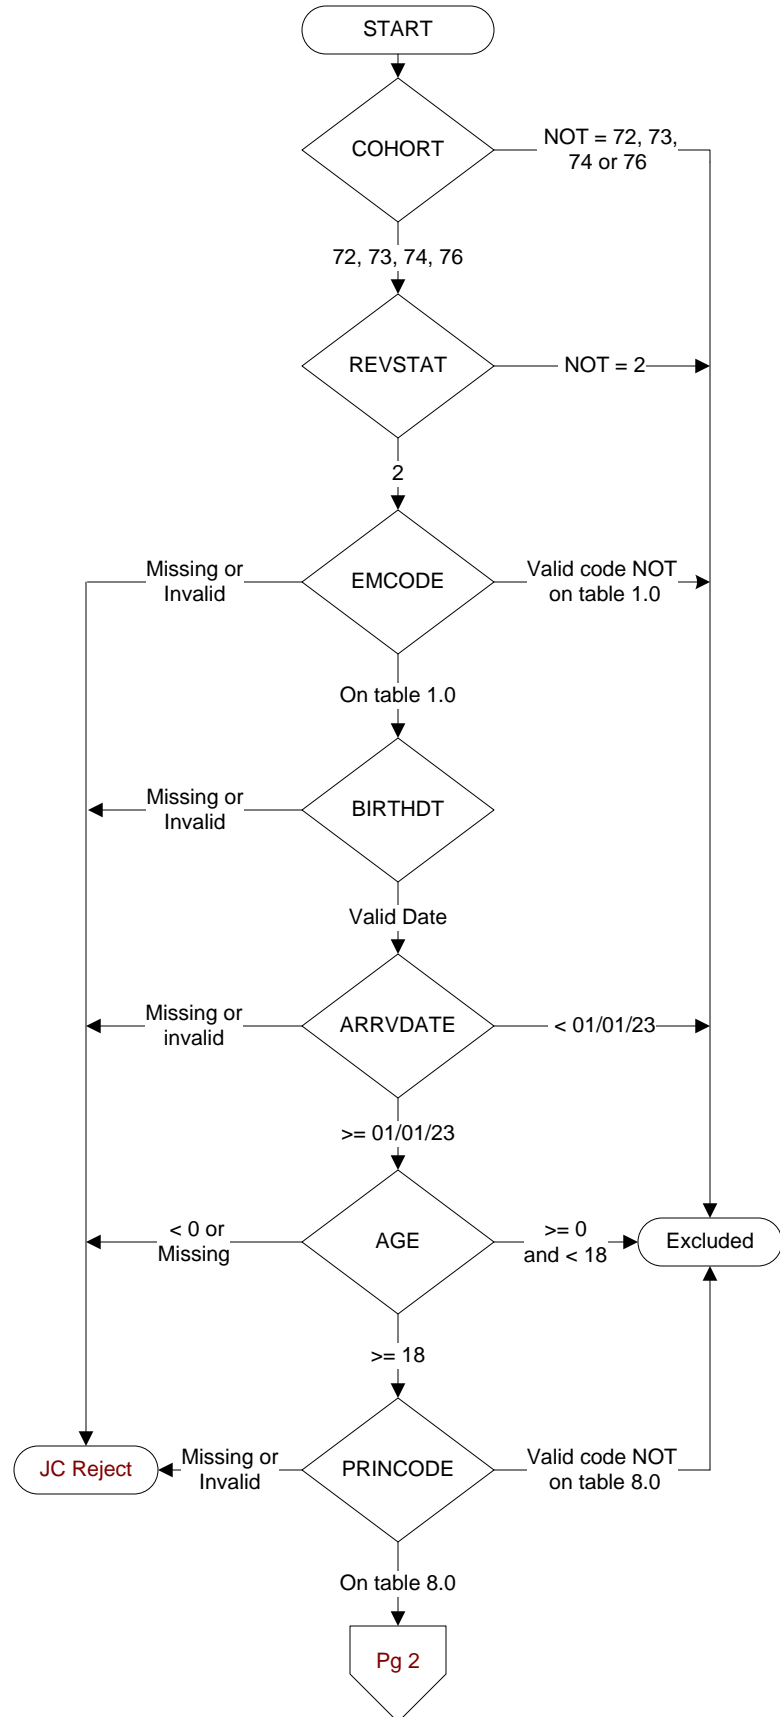 START
COHORT
NOT = 72, 73,
74 or 76
72, 73, 74, 76
REVSTAT
NOT = 2
2
Missing or
Invalid
EMCODE
Valid code NOT
on table 1.0
On table 1.0
Missing or
Invalid
BIRTHDT
Valid Date
Missing or
invalid
ARRVDATE
< 01/01/23
>= 01/01/23
< 0 or
Missing
AGE
>= 0
and < 18
Excluded
>= 18
JC Reject
Missing or
Invalid
PRINCODE
Valid code NOT
on table 8.0
On table 8.0
Pg 2